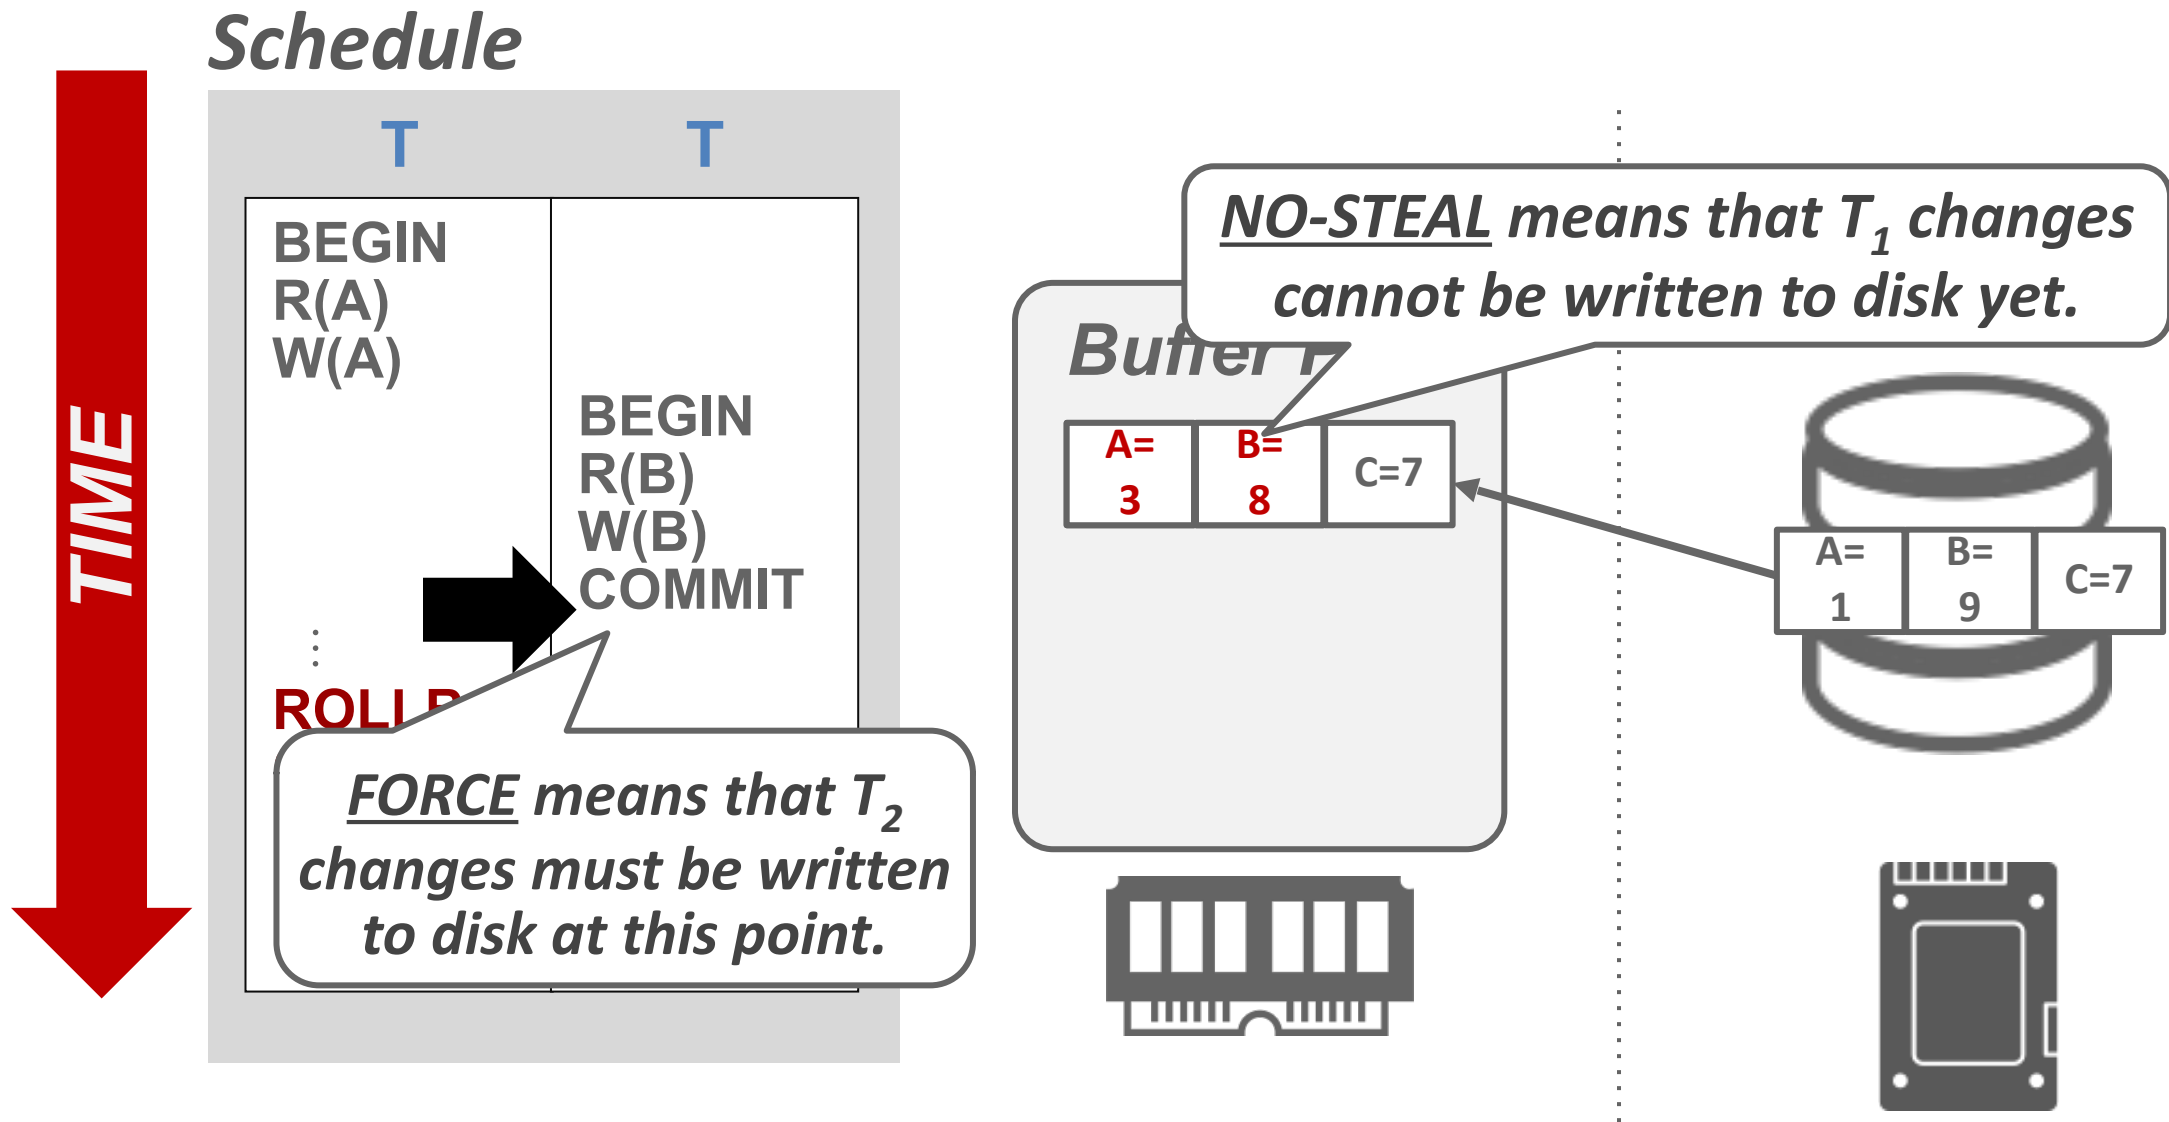 Schedule
TIME
T
T
BEGIN
R(A)
W(A)
⋮
BEGIN
R(B)
W(B)
COMMIT
FORCE means that T2
changes must be written
to disk at this point.
NO-STEAL means that T1 changes
cannot be written to disk yet.
Buffer
A=
3
B=
8
C=7
A=
1
B=
9
C=7